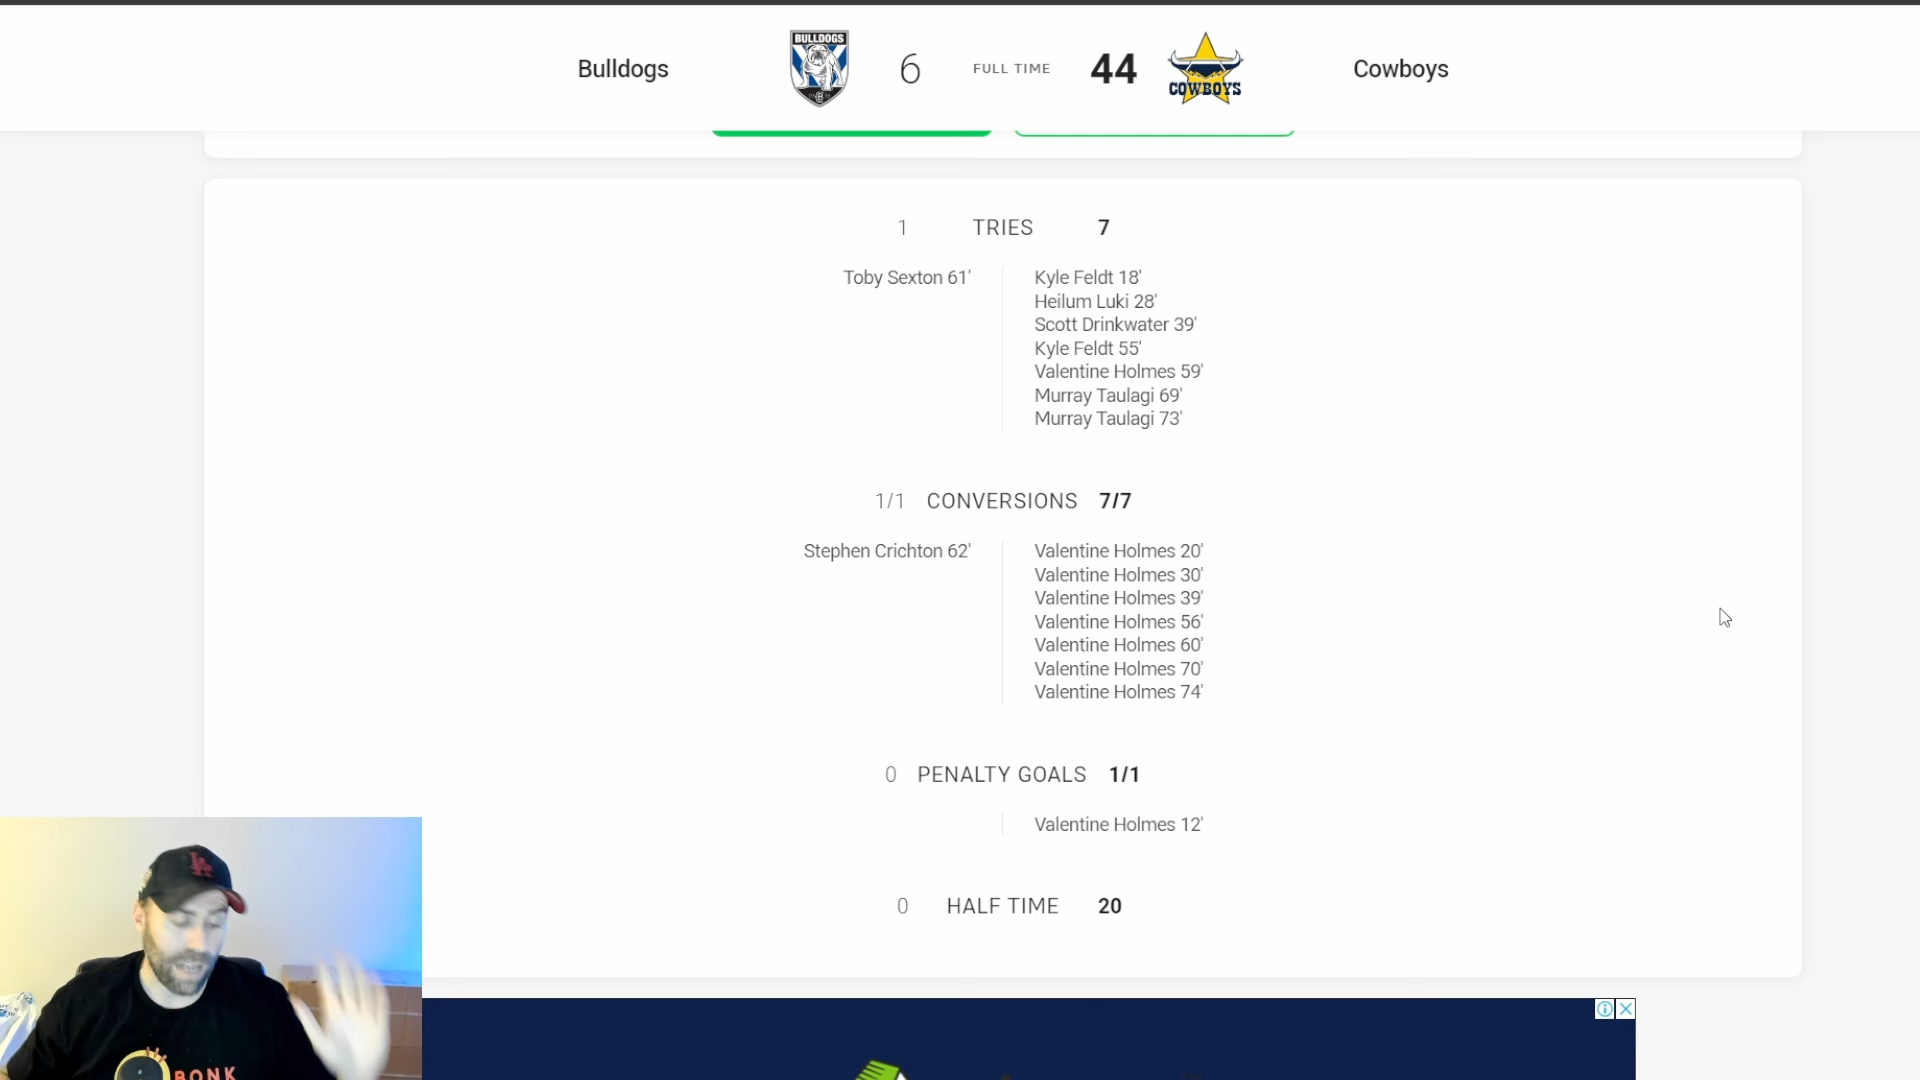 Bulldogs
BULLDOGS
6
FULL TIME
44
COWBOYS
Cowboys
1 TRIES 7
Toby Sexton 61'
Kyle Feldt 18'
Heilum Luki 28'
Scott Drinkwater 39'
Kyle Feldt 55'
Valentine Holmes 59'
Murray Taulagi 69'
Murray Taulagi 73'
1/1 CONVERSIONS 7/7
Stephen Crichton 62'
Valentine Holmes 20'
Valentine Holmes 30'
Valentine Holmes 39'
Valentine Holmes 56'
Valentine Holmes 60'
Valentine Holmes 70'
Valentine Holmes 74'
0 PENALTY GOALS 1/1
Valentine Holmes 12'
0 HALF TIME 20
LA
BONK